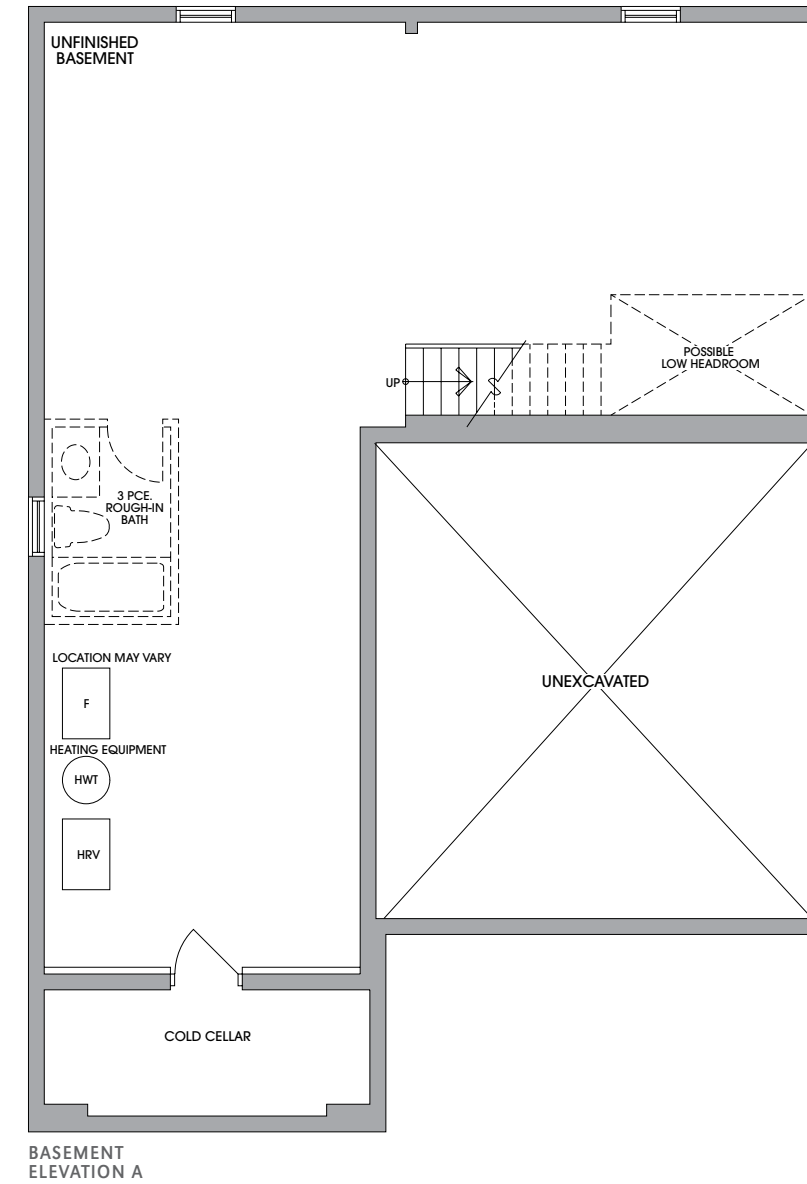 UNFINISHED
BASEMENT
POSSIBLE
LOW HEADROOM
UP
3 PCE.
ROUGH-IN
BATH
LOCATION MAY VARY
F
UNEXCAVATED
HEATING EQUIPMENT
HWT
HRV
COLD CELLAR
BASEMENT
ELEVATION A